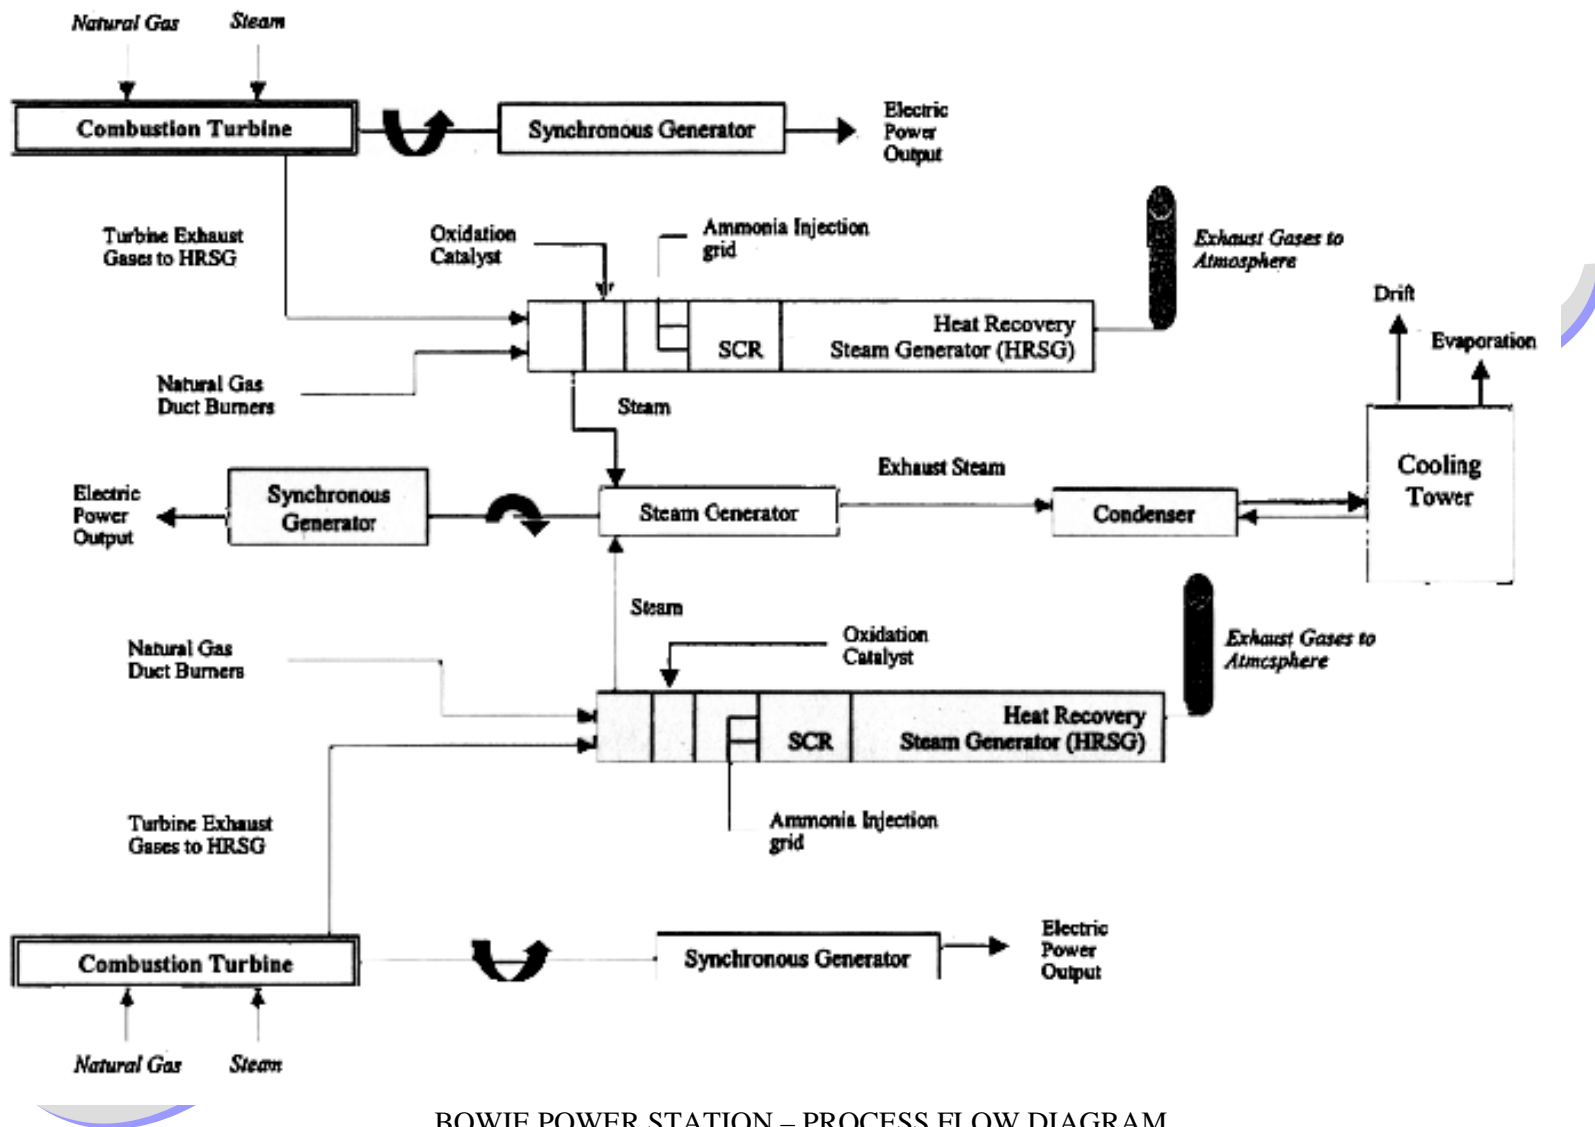 Natural Gas
Steam
Combustion Turbine
Synchronous Generator
Electric
Power
Output
Turbine Exhaust
Gases to HRSG
Oxidation
Catalyst
Ammonia Injection
grid
Exhaust Gases to
Atmosphere
SCR
Heat Recovery
Steam Generator (HRSG)
Natural Gas
Duct Burners
Steam
Drift
Evaporation
Cooling
Tower
Electric
Power
Output
Synchronous
Generator
Steam Generator
Exhaust Steam
Condenser
Steam
Natural Gas
Duct Burners
Oxidation
Catalyst
Exhaust Gases to
Atmosphere
SCR
Heat Recovery
Steam Generator (HRSG)
Turbine Exhaust
Gases to HRSG
Ammonia Injection
grid
Combustion Turbine
Synchronous Generator
Electric
Power
Output
Natural Gas
Steam
BOWIE POWER STATION – PROCESS FLOW DIAGRAM